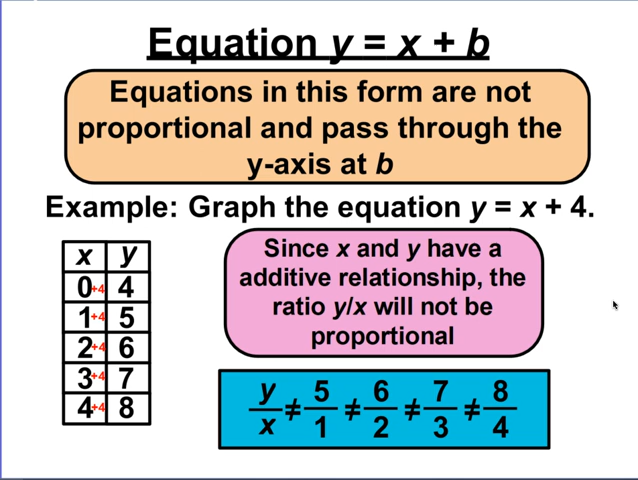 Equation y = x + b
Equations in this form are not
proportional and pass through the
y-axis at b
Example: Graph the equation y = x + 4.
x y
0 +4 4
1 +4 5
2 +4 6
3 +4 7
4 +4 8
Since x and y have a
additive relationship, the
ratio y/x will not be
proportional
y/x ≠ 5/1 ≠ 6/2 ≠ 7/3 ≠ 8/4